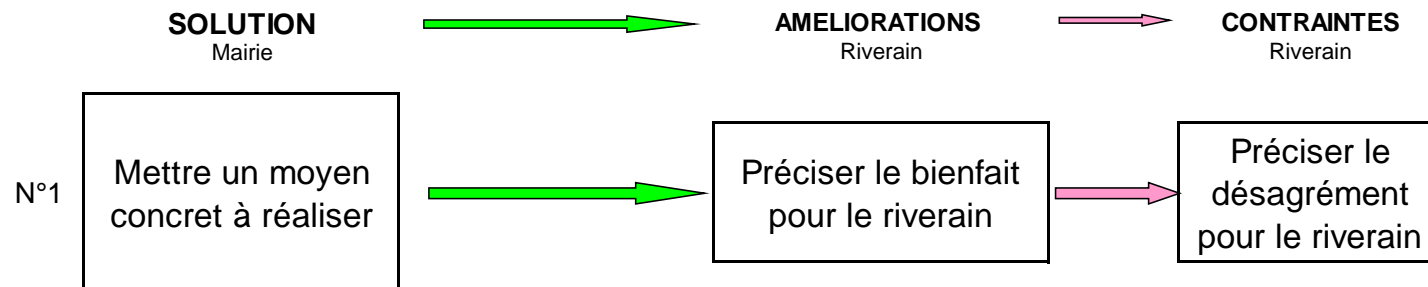 SOLUTION
Mairie
AMELIORATIONS
Riverain
CONTRAINTES
Riverain
N°1
Mettre un moyen
concret à réaliser
Préciser le bienfait
pour le riverain
Préciser le
désagrément
pour le riverain